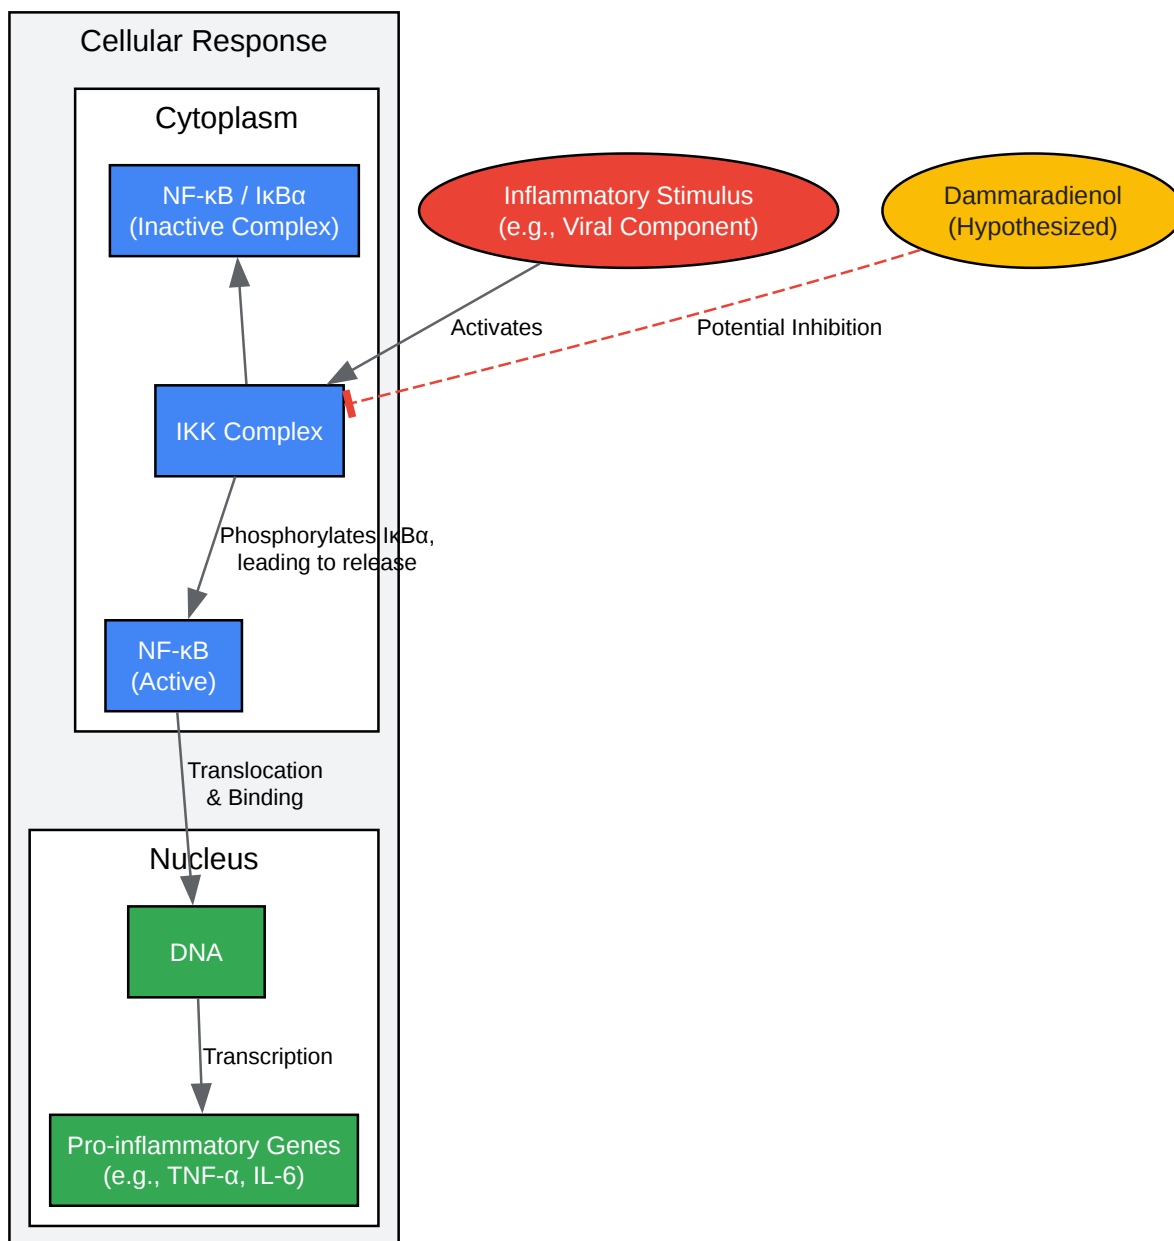 Cellular Response
Cytoplasm
NF-κB / IκBα
(Inactive Complex)
Inflammatory Stimulus
(e.g., Viral Component)
Dammaradienol
(Hypothesized)
Activates
Potential Inhibition
IKK Complex
Phosphorylates IκBα,
leading to release
NF-κB
(Active)
Translocation
& Binding
Nucleus
DNA
Transcription
Pro-inflammatory Genes
(e.g., TNF-α, IL-6)